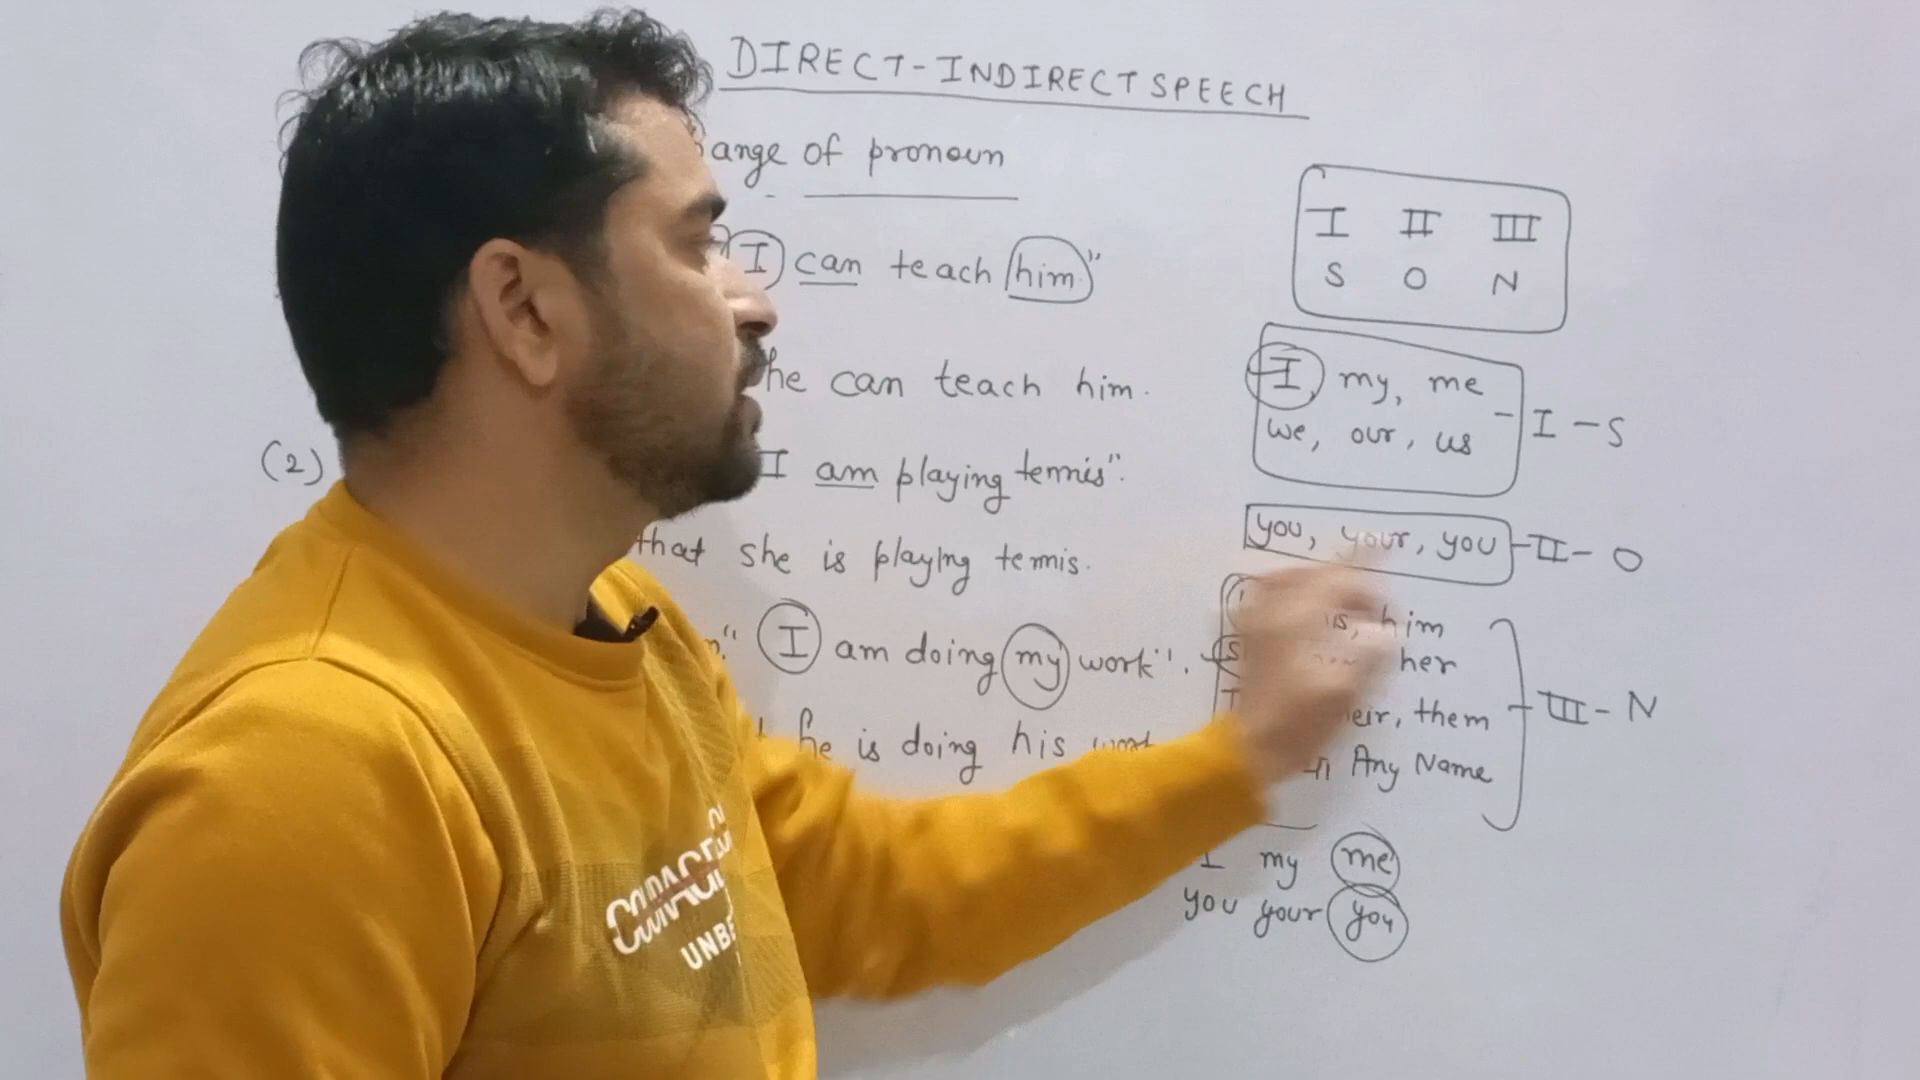 DIRECT-INDIRECT SPEECH
ange of pronoun
"I can teach him."
he can teach him.
(2) I am playing tennis".
that she is playing tennis.
" I am doing my work".
he is doing his
I II III
S O N
I, my, me
we, our, us
- I - S
you, your, you - II - O
him
her
eir, them
Any Name
III - N
I my me
you your you
UNBE